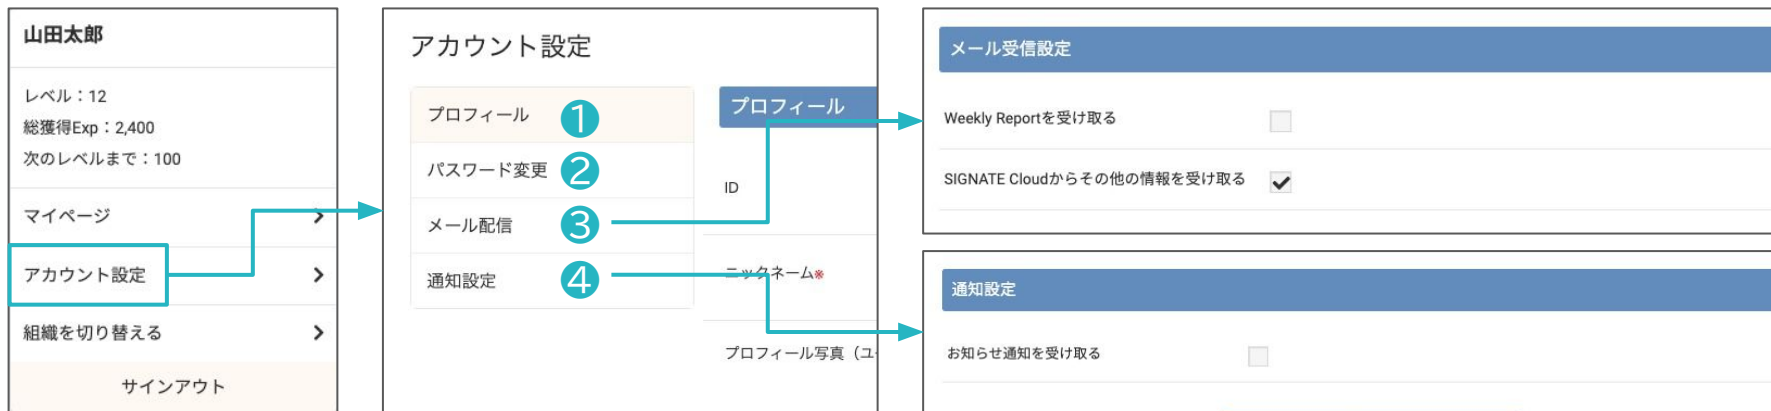 山田太郎
レベル：12
総獲得Exp：2,400
次のレベルまで：100
マイページ
アカウント設定
組織を切り替える
サインアウト
アカウント設定
プロフィール 1
パスワード変更 2
メール配信 3
通知設定 4
プロフィール
ID
ニックネーム※
プロフィール写真（ユ
メール受信設定
Weekly Reportを受け取る
SIGNATE Cloudからその他の情報を受け取る
通知設定
お知らせ通知を受け取る